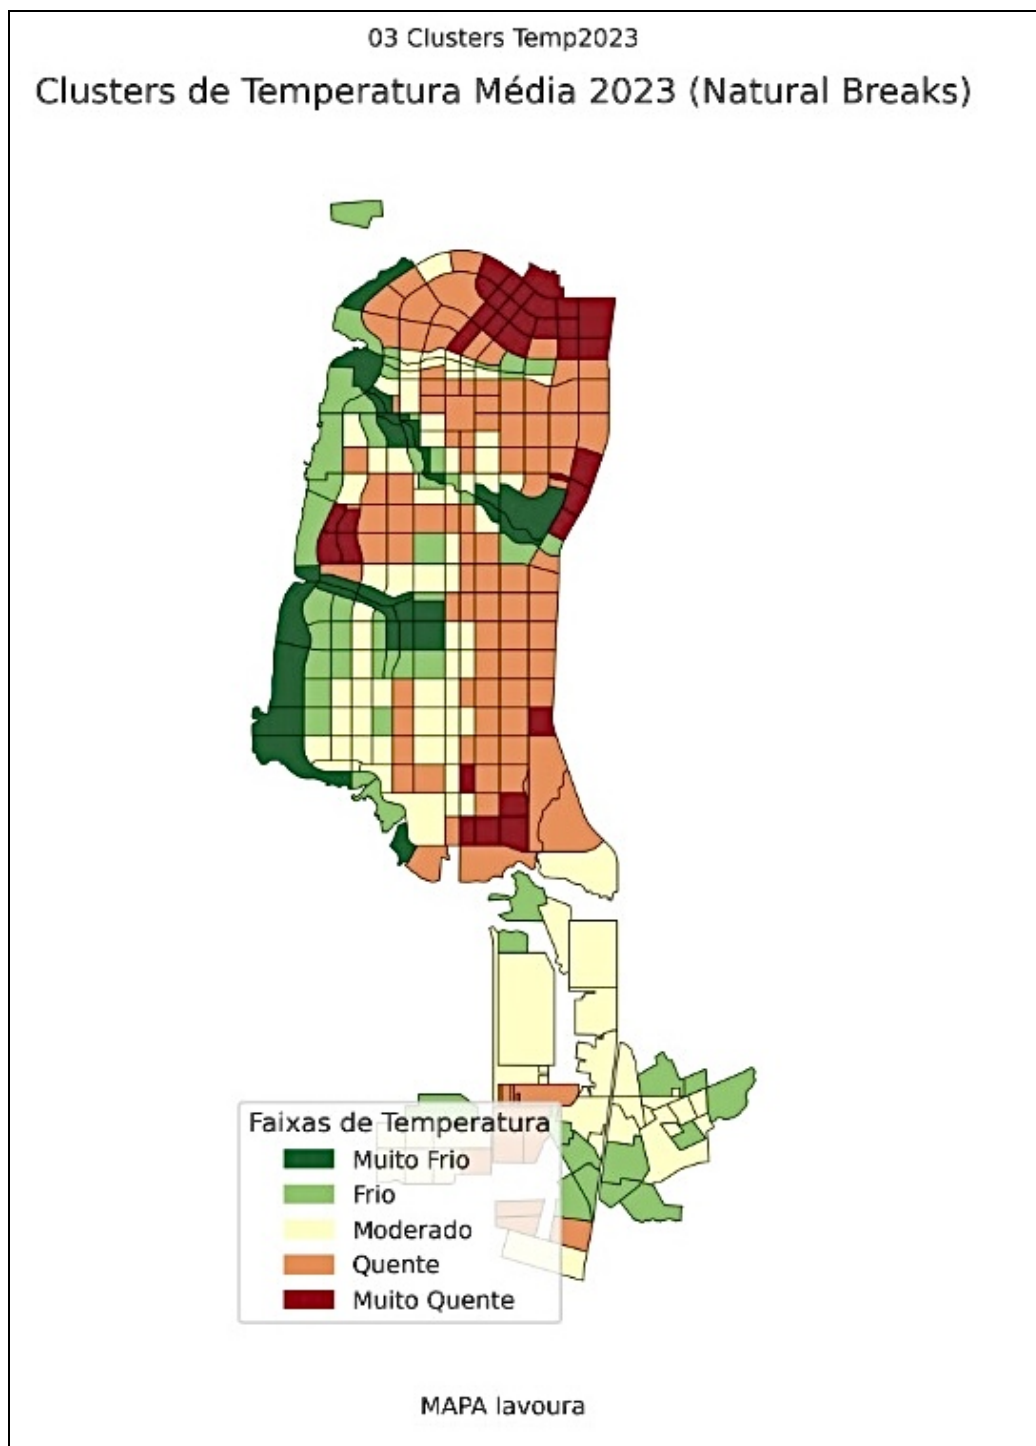 03 Clusters Temp2023
Clusters de Temperatura Média 2023 (Natural Breaks)
Faixas de Temperatura
Muito Frio
Frio
Moderado
Quente
Muito Quente
MAPA lavoura